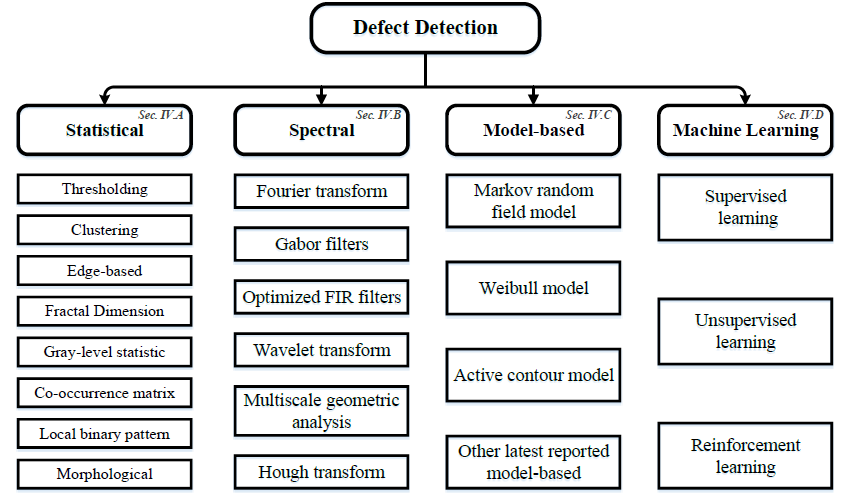 Defect Detection
Sec. IV.A
Statistical
Thresholding
Clustering
Edge-based
Fractal Dimension
Gray-level statistic
Co-occurrence matrix
Local binary pattern
Morphological
Sec. IV.B
Spectral
Fourier transform
Gabor filters
Optimized FIR filters
Wavelet transform
Multiscale geometric
analysis
Hough transform
Sec. IV.C
Model-based
Markov random
field model
Weibull model
Active contour model
Other latest reported
model-based
Sec. IV.D
Machine Learning
Supervised
learning
Unsupervised
learning
Reinforcement
learning